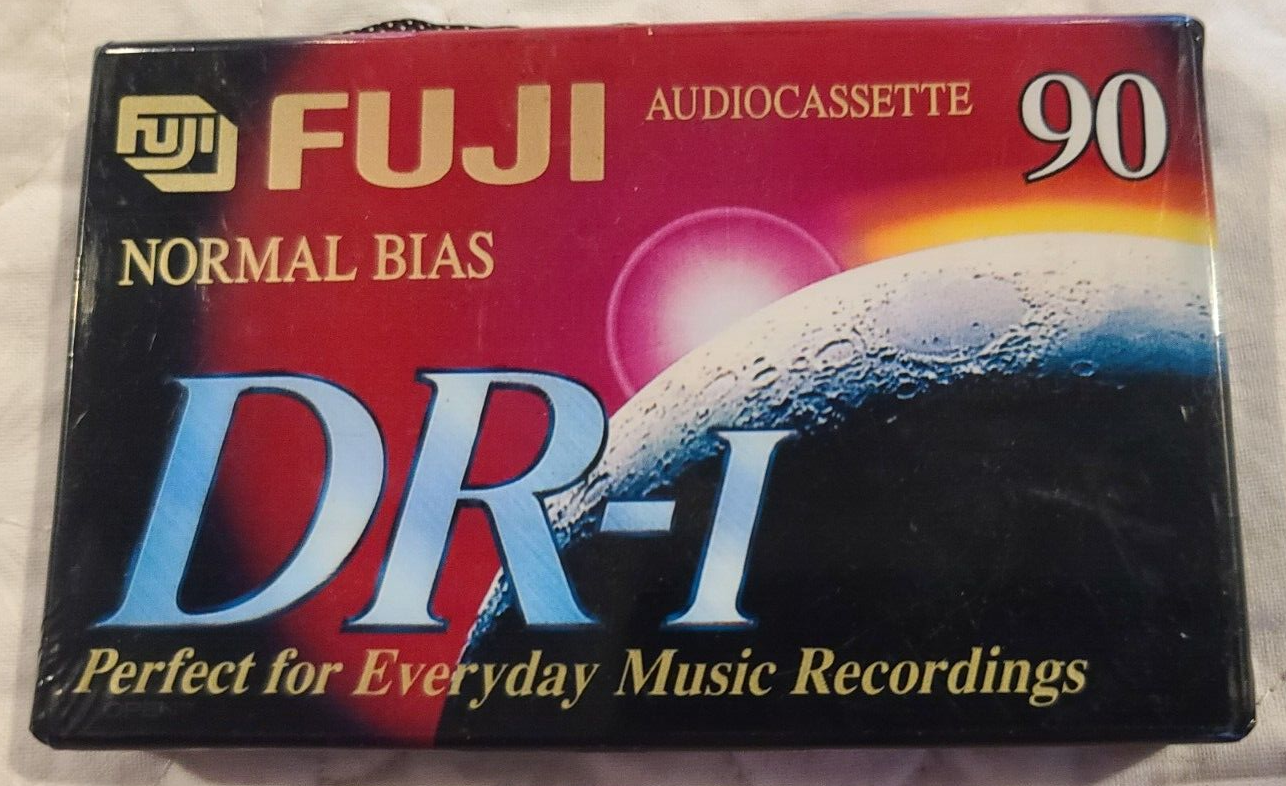 FUJI FUJI AUDIOCASSETTE 90
NORMAL BIAS
DR-I
Perfect for Everyday Music Recordings